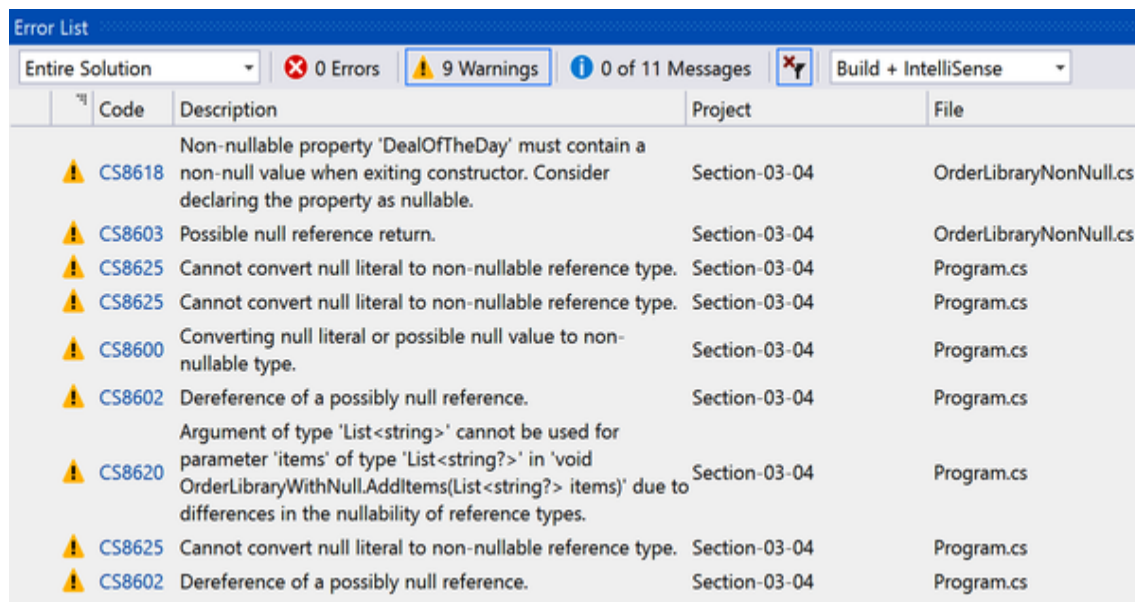 Error List
Entire Solution 0 Errors 9 Warnings 0 of 11 Messages Build + IntelliSense
Code Description Project File
Non-nullable property 'DealOfTheDay' must contain a
CS8618 non-null value when exiting constructor. Consider Section-03-04 OrderLibraryNonNull.cs
declaring the property as nullable.
CS8603 Possible null reference return. Section-03-04 OrderLibraryNonNull.cs
CS8625 Cannot convert null literal to non-nullable reference type. Section-03-04 Program.cs
CS8625 Cannot convert null literal to non-nullable reference type. Section-03-04 Program.cs
Converting null literal or possible null value to non-
CS8600 Section-03-04 Program.cs
nullable type.
CS8602 Dereference of a possibly null reference. Section-03-04 Program.cs
Argument of type 'List<string>' cannot be used for
parameter 'items' of type 'List<string?>' in 'void
CS8620 Section-03-04 Program.cs
OrderLibraryWithNull.AddItems(List<string?> items)' due to
differences in the nullability of reference types.
CS8625 Cannot convert null literal to non-nullable reference type. Section-03-04 Program.cs
CS8602 Dereference of a possibly null reference. Section-03-04 Program.cs